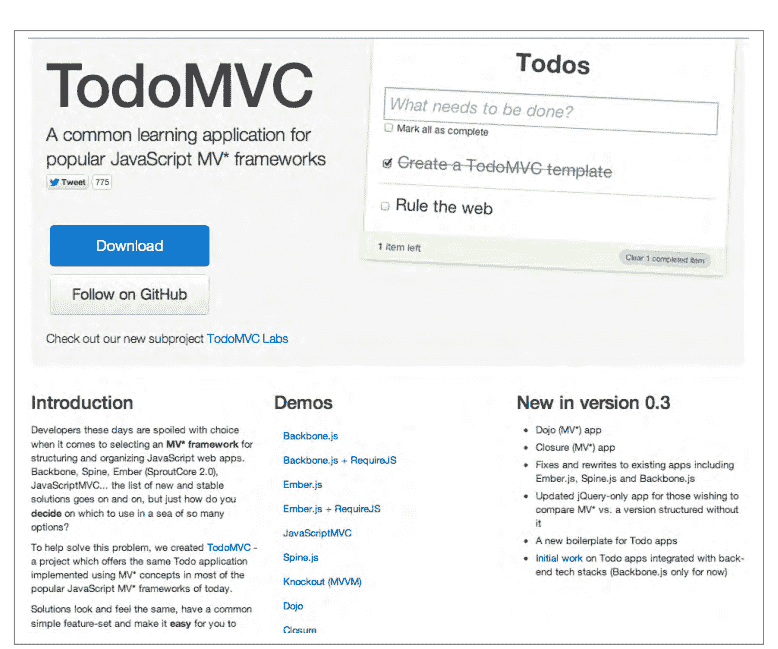 TodoMVC
A common learning application for
popular JavaScript MV* frameworks
Tweet 775
Download
Follow on GitHub
Check out our new subproject TodoMVC Labs
Todos
What needs to be done?
Mark all as complete
Create a TodoMVC template
Rule the web
1 item left
Clear 1 completed item
Introduction
Developers these days are spoiled with choice
when it comes to selecting an MV* framework for
structuring and organizing JavaScript web apps.
Backbone, Spine, Ember (SproutCore 2.0),
JavaScriptMVC... the list of new and stable
solutions goes on and on, but just how do you
decide on which to use in a sea of so many
options?
To help solve this problem, we created TodoMVC -
a project which offers the same Todo application
implemented using MV* concepts in most of the
popular JavaScript MV* frameworks of today.
Solutions look and feel the same, have a common
simple feature-set and make it easy for you to
Demos
Backbone.js
Backbone.js + RequireJS
Ember.js
Ember.js + RequireJS
JavaScriptMVC
Spine.js
Knockout (MVVM)
Dojo
Closure
New in version 0.3
• Dojo (MV*) app
• Closure (MV*) app
• Fixes and rewrites to existing apps including
Ember.js, Spine.js and Backbone.js
• Updated jQuery-only app for those wishing to
compare MV* vs. a version structured without
it
• A new boilerplate for Todo apps
• Initial work on Todo apps integrated with back-
end tech stacks (Backbone.js only for now)